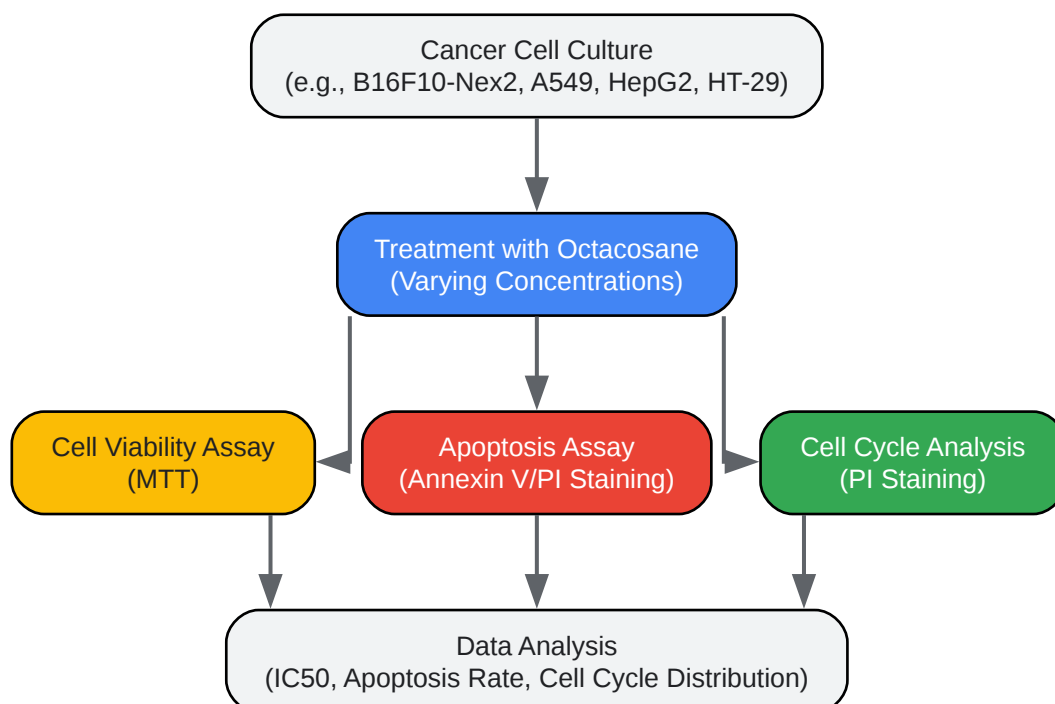 Cancer Cell Culture
(e.g., B16F10-Nex2, A549, HepG2, HT-29)
Treatment with Octacosane
(Varying Concentrations)
Cell Viability Assay
(MTT)
Apoptosis Assay
(Annexin V/PI Staining)
Cell Cycle Analysis
(PI Staining)
Data Analysis
(IC50, Apoptosis Rate, Cell Cycle Distribution)